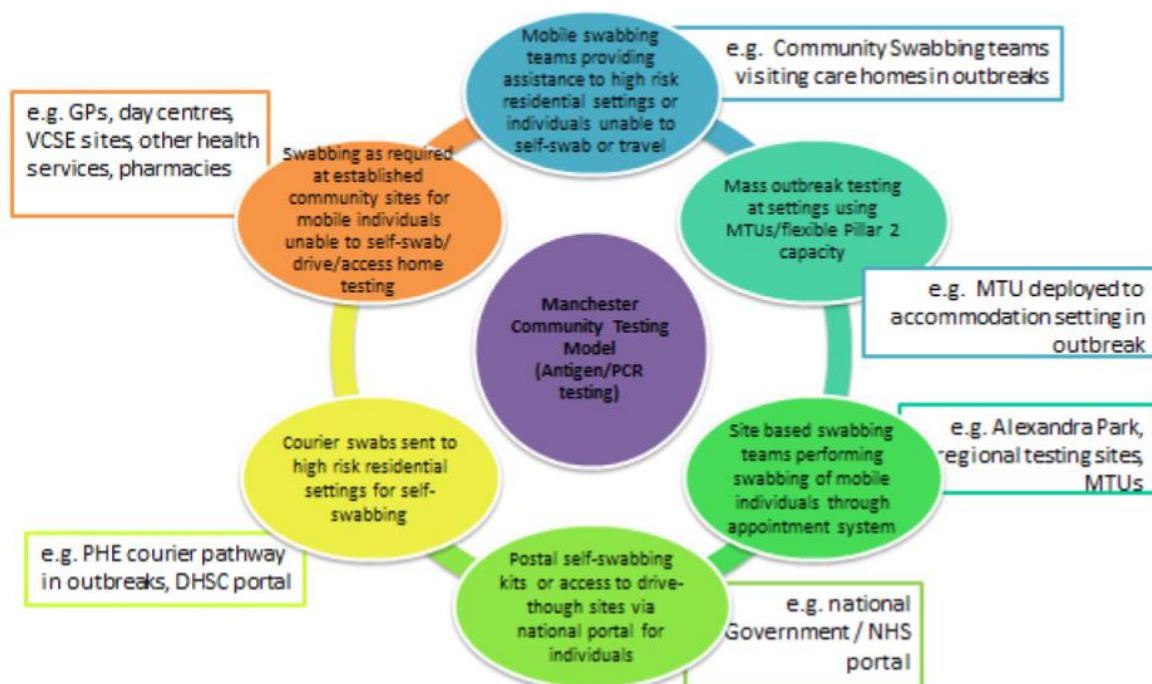 Mobile swabbing
teams providing
assistance to high risk
residential settings or
individuals unable to
self-swab or travel
e.g. Community Swabbing teams
visiting care homes in outbreaks
Mass outbreak testing
at settings using
MTUs/flexible Pillar 2
capacity
e.g. MTU deployed to
accommodation setting in
outbreak
Site based swabbing
teams performing
swabbing of mobile
individuals through
appointment system
e.g. Alexandra Park,
regional testing sites,
MTUs
Postal self-swabbing
kits or access to drive-
though sites via
national portal for
individuals
e.g. national
Government / NHS
portal
Courier swabs sent to
high risk residential
settings for self-
swabbing
e.g. PHE courier pathway
in outbreaks, DHSC portal
Swabbing as required
at established
community sites for
mobile individuals
unable to self-swab/
drive/access home
testing
e.g. GPs, day centres,
VCSE sites, other health
services, pharmacies
Manchester
Community Testing
Model
(Antigen/PCR
testing)